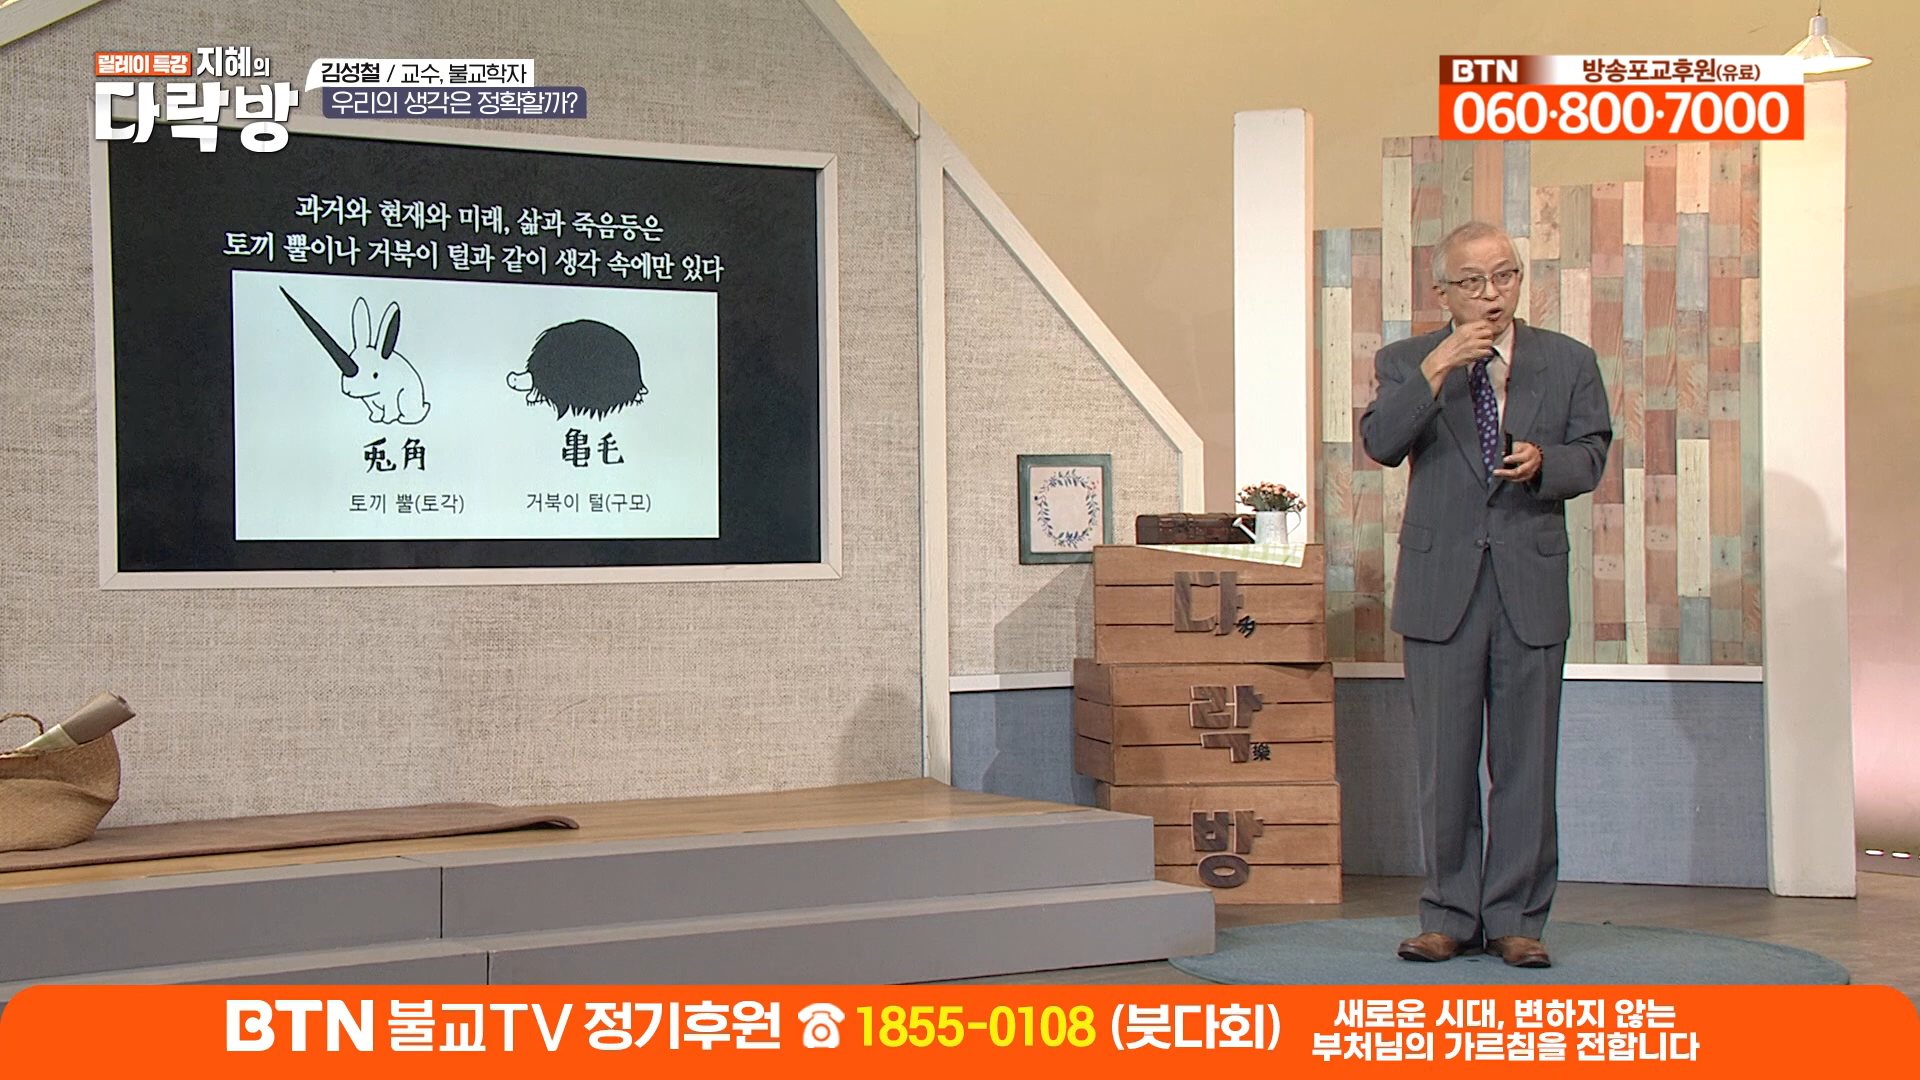 릴레이 특강 지혜의
다락방
김성철 / 교수, 불교학자
우리의 생각은 정확할까?
BTN 방송포교후원(유료)
060·800·7000
과거와 현재와 미래, 삶과 죽음등은
토끼 뿔이나 거북이 털과 같이 생각 속에만 있다
兎角
亀毛
토끼 뿔(토각)
거북이 털(구모)
다 多
락 樂
방
BTN 불교TV 정기후원 ☎ 1855-0108 (붓다회)
새로운 시대, 변하지 않는
부처님의 가르침을 전합니다